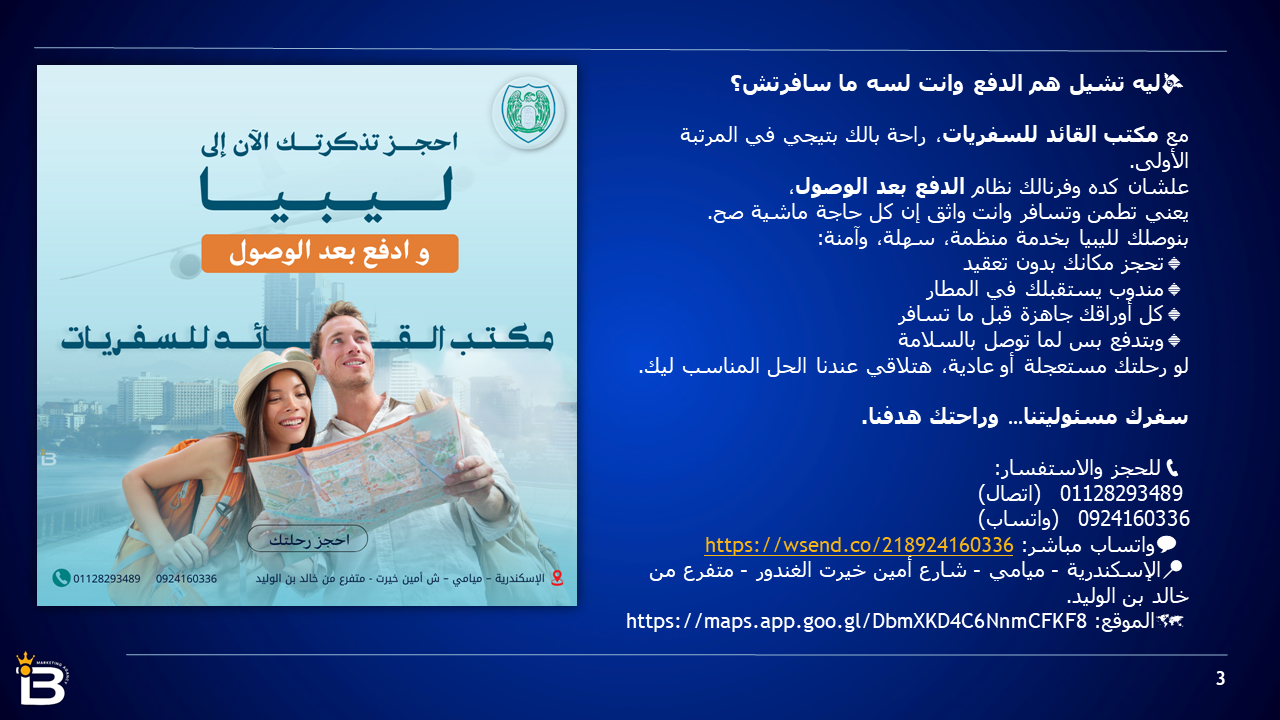 💸ليه تشيل هم الدفع وانت لسه ما سافرتش؟
مع مكتب القائد للسفريات، راحة بالك بتيجي في المرتبة
الأولى.
علشان كده وفرنالك نظام الدفع بعد الوصول،
يعني تطمن وتسافر وانت واثق إن كل حاجة ماشية صح.
بنوصلك لليبيا بخدمة منظمة، سهلة، وآمنة:
🔹تحجز مكانك بدون تعقيد
🔹مندوب يستقبلك في المطار
🔹كل أوراقك جاهزة قبل ما تسافر
🔹وبتدفع بس لما توصل بالسلامة
لو رحلتك مستعجلة أو عادية، هتلاقي عندنا الحل المناسب ليك.
سفرك مسئوليتنا… وراحتك هدفنا.
📞للحجز والاستفسار:
01128293489 (اتصال)
0924160336 (واتساب)
💬واتساب مباشر: https://wsend.co/218924160336
📍الإسكندرية - ميامي - شارع أمين خيرت الغندور - متفرع من
خالد بن الوليد.
🗺الموقع: https://maps.app.goo.gl/DbmXKD4C6NnmCFKF8
احجز تذكرتك الآن إلى
ليبيا
و ادفع بعد الوصول
مكتب القائد للسفريات
احجز رحلتك
الإسكندرية – ميامي – ش أمين خيرت - متفرع من خالد بن الوليد
0924160336
01128293489
MARKETING AGENCY
3